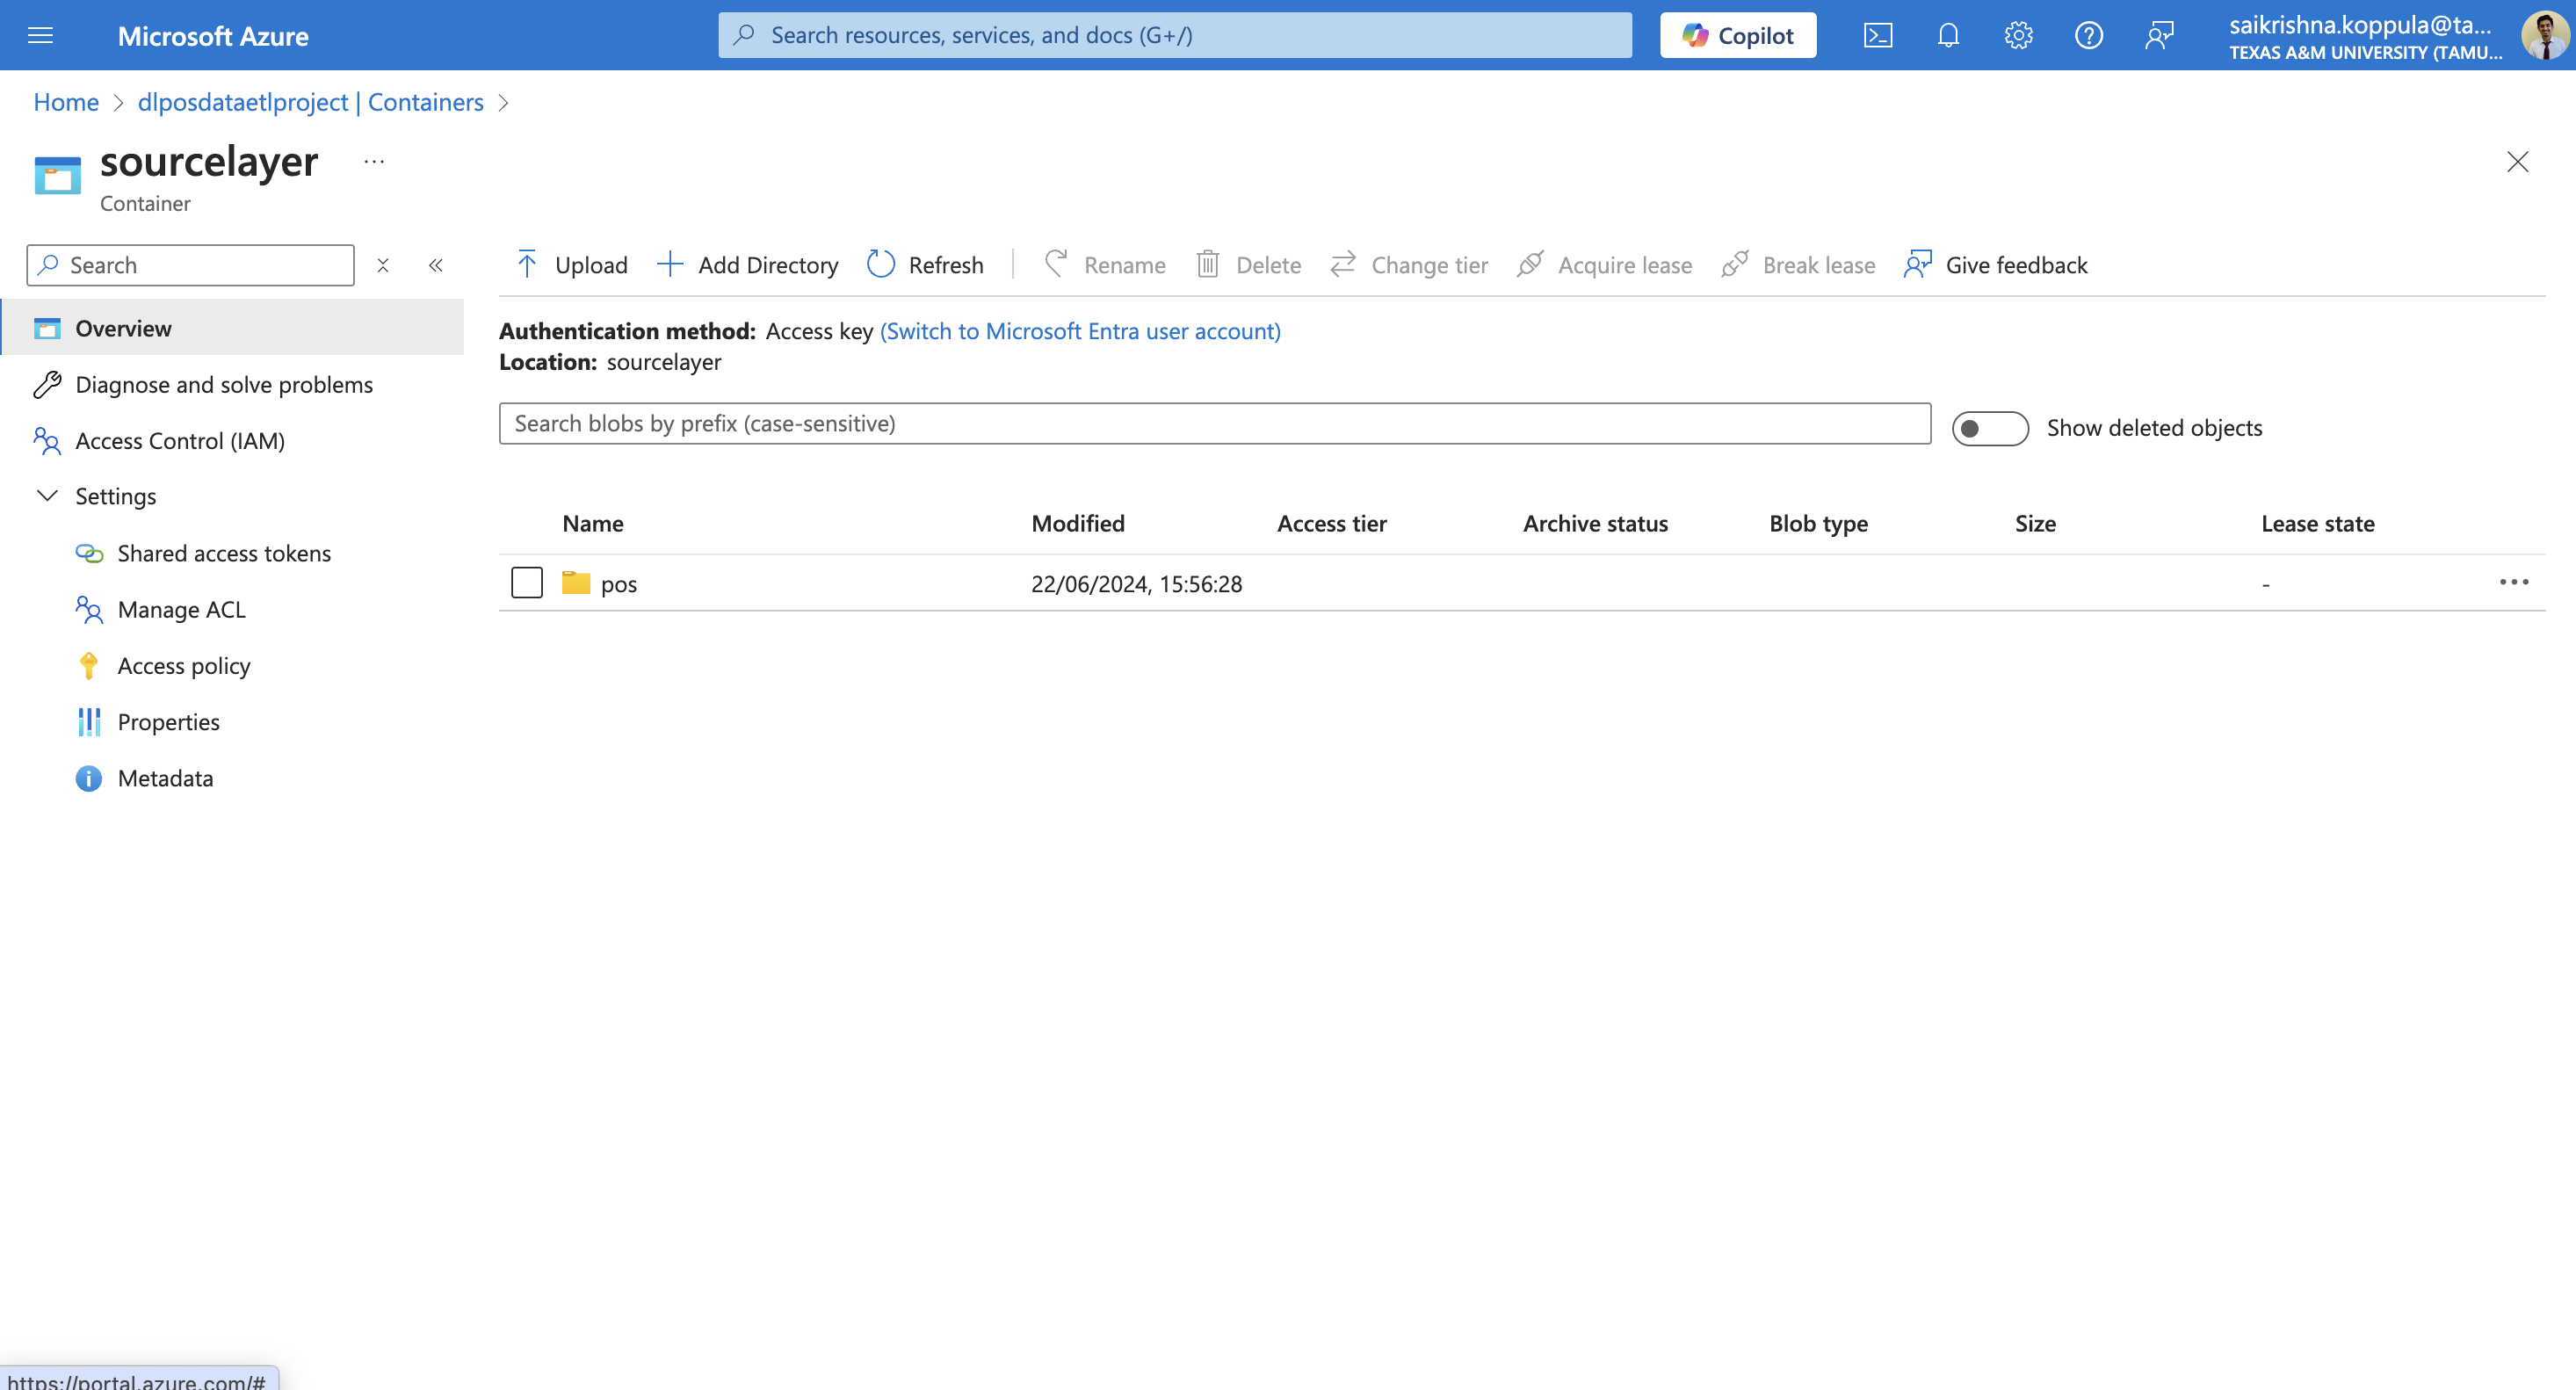 Microsoft Azure
Search resources, services, and docs (G+/)
Copilot
saikrishna.koppula@ta...
TEXAS A&M UNIVERSITY (TAMU...
Home > dlposdataetlproject | Containers >
sourcelayer ...
Container
Search
Upload
Add Directory
Refresh
Rename
Delete
Change tier
Acquire lease
Break lease
Give feedback
Overview
Diagnose and solve problems
Access Control (IAM)
Settings
Shared access tokens
Manage ACL
Access policy
Properties
Metadata
Authentication method: Access key (Switch to Microsoft Entra user account)
Location: sourcelayer
Search blobs by prefix (case-sensitive)
Show deleted objects
Name Modified Access tier Archive status Blob type Size Lease state
pos 22/06/2024, 15:56:28 - ...
https://portal.azure.com/#